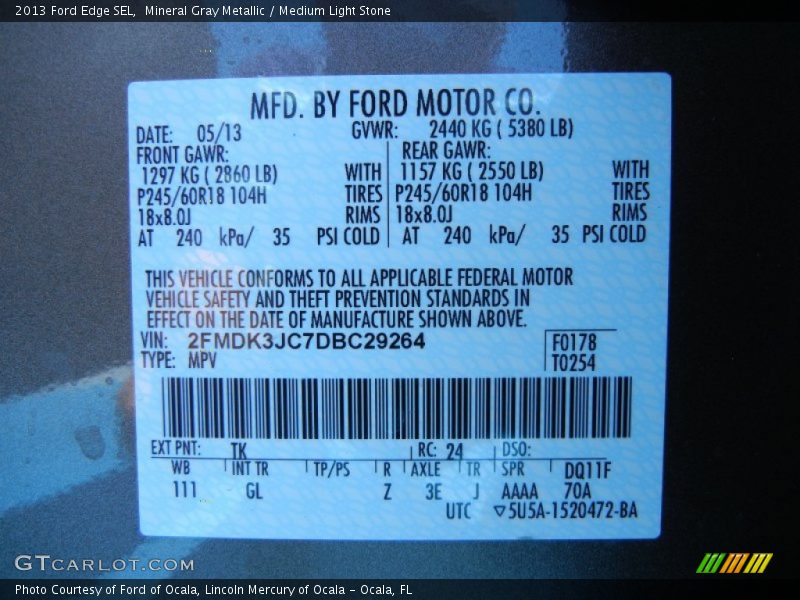 2013 Ford Edge SEL,  Mineral Gray Metallic / Medium Light Stone
MFD. BY FORD MOTOR CO.
DATE: 05/13 GVWR: 2440 KG ( 5380 LB)
FRONT GAWR: REAR GAWR:
1297 KG ( 2860 LB) WITH 1157 KG ( 2550 LB) WITH
P245/60R18 104H TIRES P245/60R18 104H TIRES
18x8.0J RIMS 18x8.0J RIMS
AT 240 kPa/ 35 PSI COLD AT 240 kPa/ 35 PSI COLD
THIS VEHICLE CONFORMS TO ALL APPLICABLE FEDERAL MOTOR
VEHICLE SAFETY AND THEFT PREVENTION STANDARDS IN
EFFECT ON THE DATE OF MANUFACTURE SHOWN ABOVE.
VIN: 2FMDK3JC7DBC29264 F0178
TYPE: MPV T0254
EXT PNT: TK RC: 24 DSO:
WB INT TR TP/PS R AXLE TR SPR DQ11F
111 GL Z 3E J AAAA 70A
UTC ▽5U5A-1520472-BA
GTCARLOT.COM
Photo Courtesy of Ford of Ocala, Lincoln Mercury of Ocala - Ocala, FL